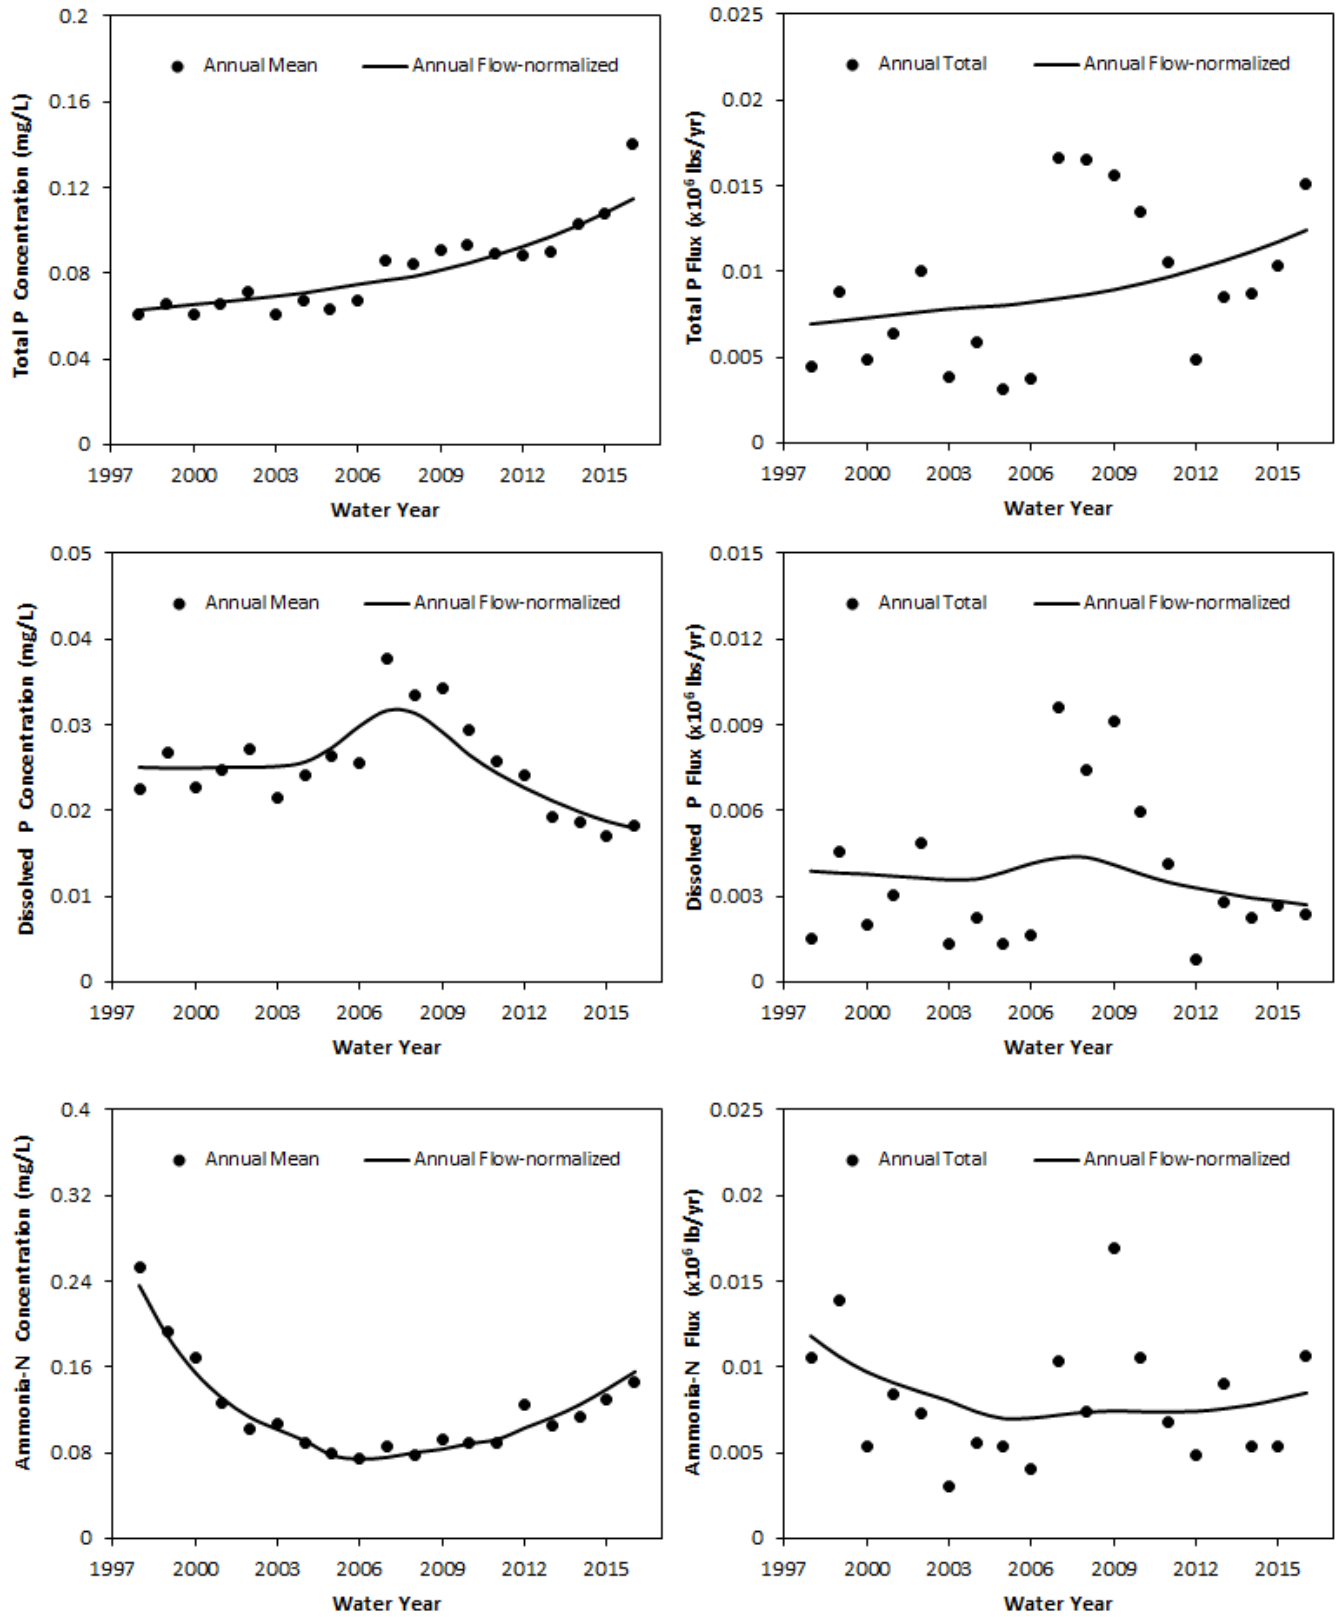 0.2
0.16
0.12
0.08
0.04
0
Total P Concentration (mg/L)
Annual Mean
Annual Flow-normalized
1997 2000 2003 2006 2009 2012 2015
Water Year
0.025
0.02
0.015
0.01
0.005
0
Total P Flux (x10⁶ lbs/yr)
Annual Total
Annual Flow-normalized
1997 2000 2003 2006 2009 2012 2015
Water Year
0.05
0.04
0.03
0.02
0.01
0
Dissolved P Concentration (mg/L)
Annual Mean
Annual Flow-normalized
1997 2000 2003 2006 2009 2012 2015
Water Year
0.015
0.012
0.009
0.006
0.003
0
Dissolved P Flux (x10⁶ lbs/yr)
Annual Total
Annual Flow-normalized
1997 2000 2003 2006 2009 2012 2015
Water Year
0.4
0.32
0.24
0.16
0.08
0
Ammonia-N Concentration (mg/L)
Annual Mean
Annual Flow-normalized
1997 2000 2003 2006 2009 2012 2015
Water Year
0.025
0.02
0.015
0.01
0.005
0
Ammonia-N Flux (x10⁶ lb/yr)
Annual Total
Annual Flow-normalized
1997 2000 2003 2006 2009 2012 2015
Water Year